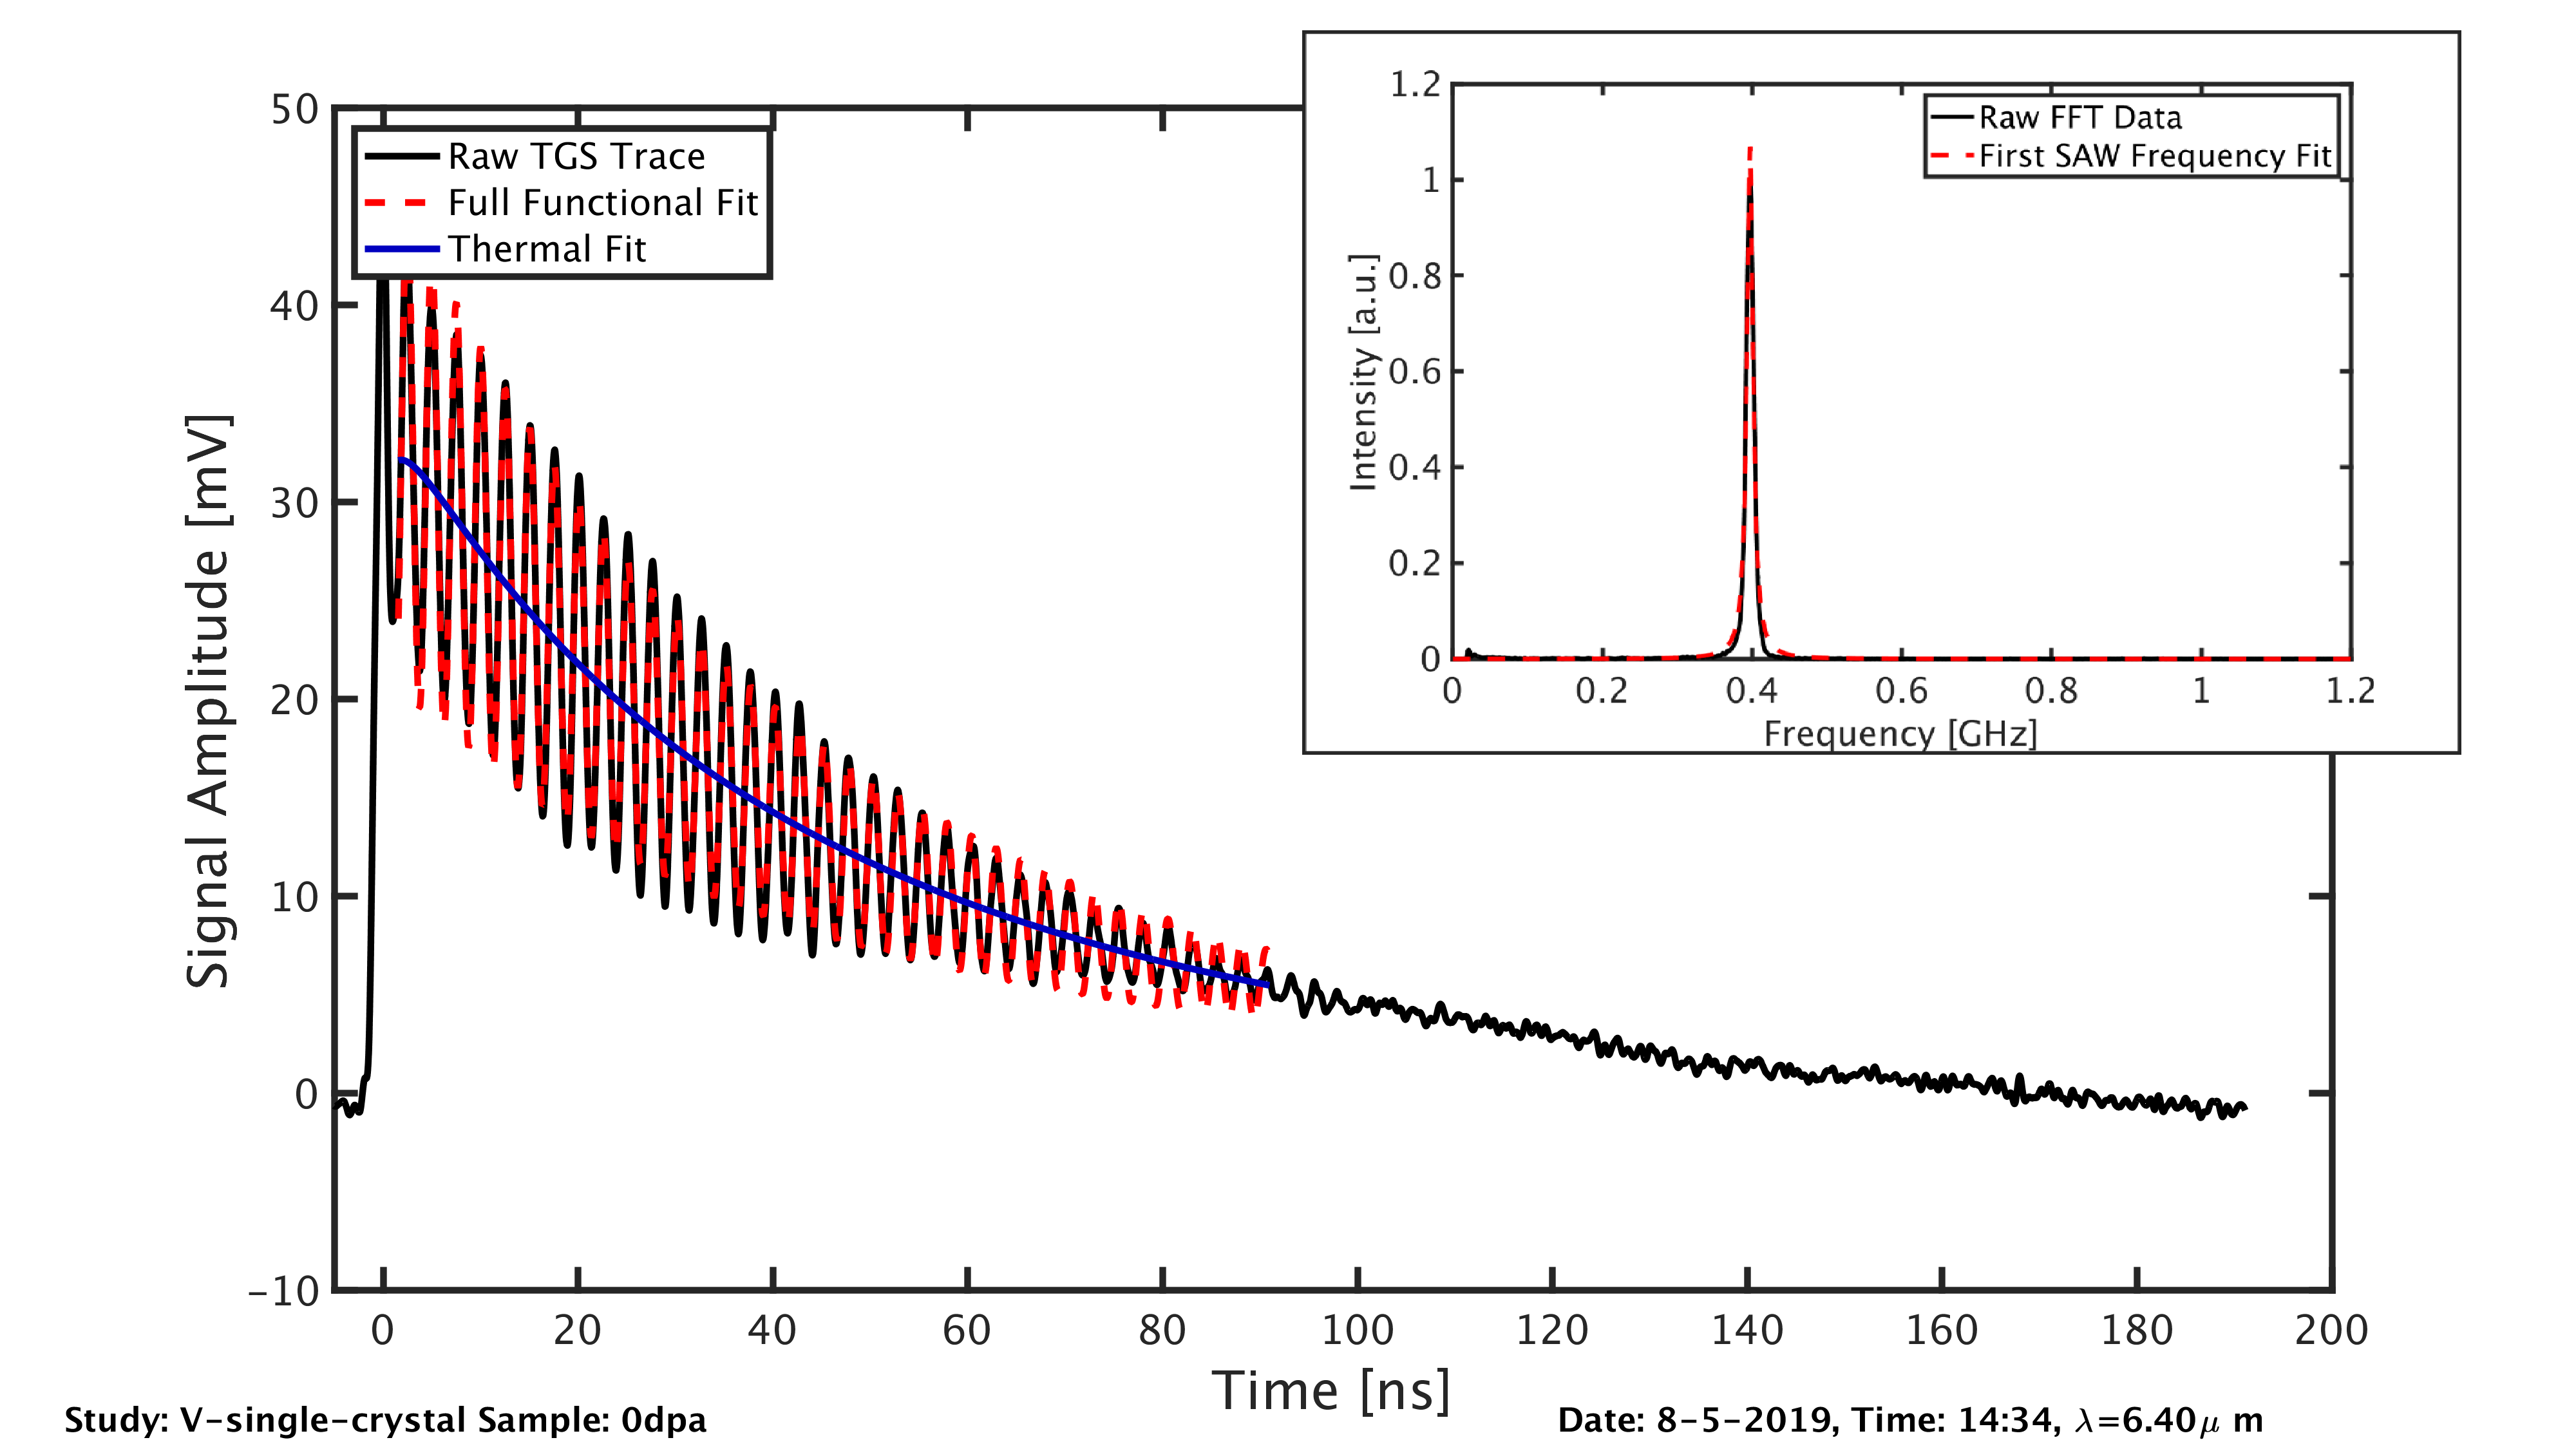 50
40
30
20
10
0
-10
Signal Amplitude [mV]
Raw TGS Trace
Full Functional Fit
Thermal Fit
1.2
1
0.8
0.6
0.4
0.2
0
Intensity [a.u.]
Raw FFT Data
First SAW Frequency Fit
0 0.2 0.4 0.6 0.8 1 1.2
Frequency [GHz]
0 20 40 60 80 100 120 140 160 180 200
Time [ns]
Study: V-single-crystal Sample: 0dpa
Date: 8-5-2019, Time: 14:34, λ=6.40μ m